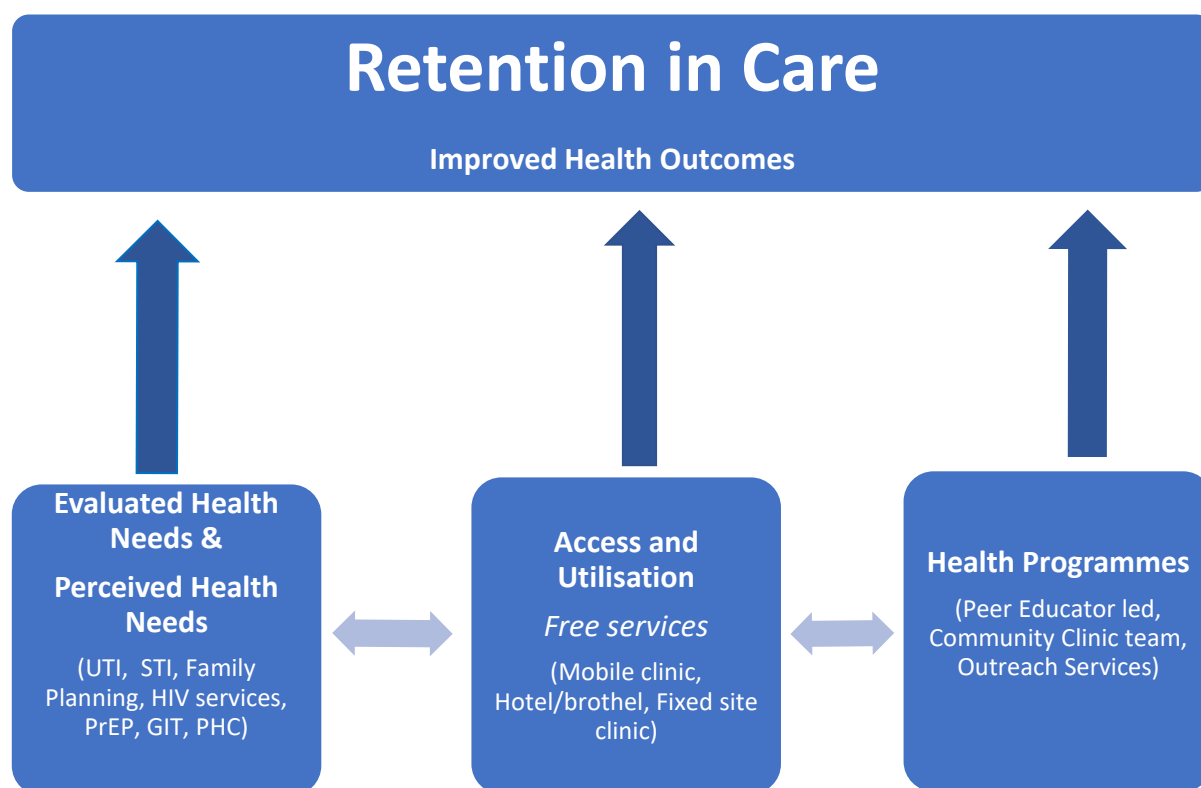 Retention in Care
Improved Health Outcomes
Evaluated Health
Needs &
Perceived Health
Needs
(UTI,  STI, Family
Planning, HIV services,
PrEP, GIT, PHC)
Access and
Utilisation
Free services
(Mobile clinic,
Hotel/brothel, Fixed site
clinic)
Health Programmes
(Peer Educator led,
Community Clinic team,
Outreach Services)